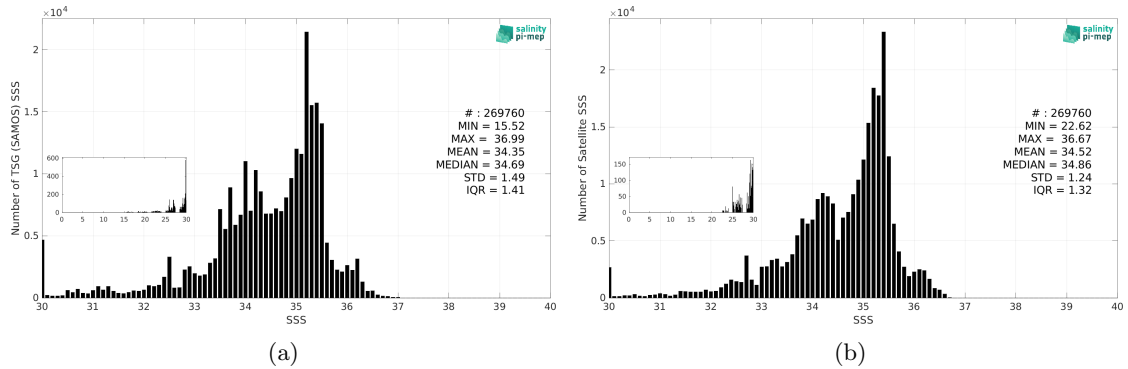 ×10⁴
salinity
pi-mep
Number of TSG (SAMOS) SSS
2
1.5
1
0.5
0
# : 269760
MIN = 15.52
MAX = 36.99
MEAN = 34.35
MEDIAN = 34.69
STD = 1.49
IQR = 1.41
600
400
200
0
0 5 10 15 20 25 30
30 31 32 33 34 35 36 37 38 39 40
SSS
(a)
×10⁴
salinity
pi-mep
Number of Satellite SSS
2
1.5
1
0.5
0
# : 269760
MIN = 22.62
MAX = 36.67
MEAN = 34.52
MEDIAN = 34.86
STD = 1.24
IQR = 1.32
150
100
50
0
0 5 10 15 20 25 30
30 31 32 33 34 35 36 37 38 39 40
SSS
(b)